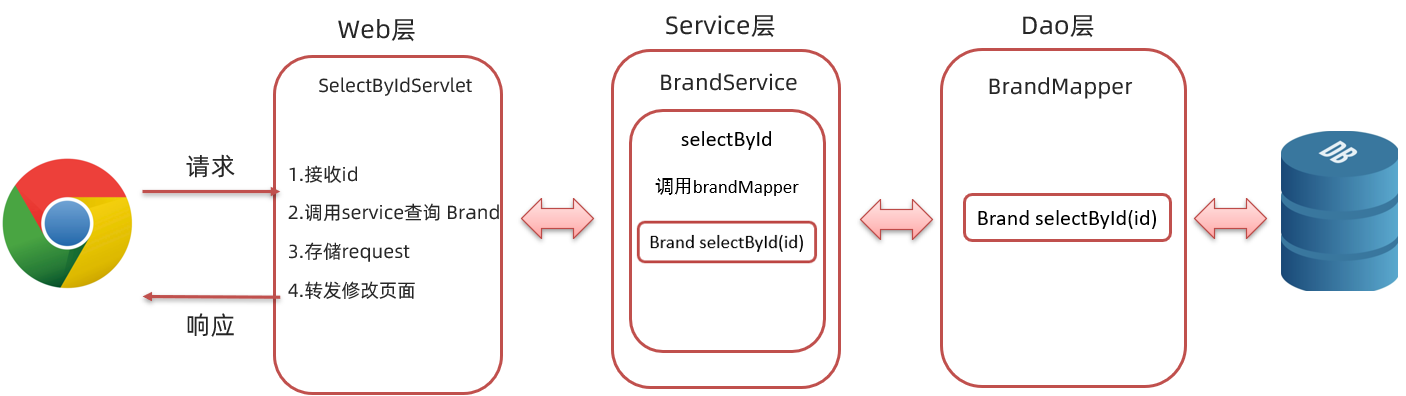 Web层
Service层
Dao层
SelectByIdServlet
BrandService
BrandMapper
请求
1.接收id
2.调用service查询 Brand
3.存储request
4.转发修改页面
响应
selectById
调用brandMapper
Brand selectById(id)
Brand selectById(id)
DB